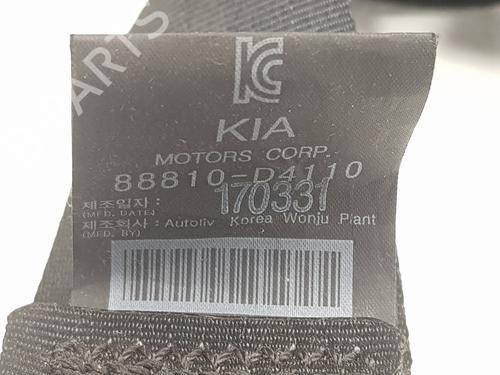 PARTS
KC
KIA
MOTORS CORP.
88810-D4110
제조일자 : 170331
(MFD. DATE)
제조회사 : Autoliv Korea Wonju Plant
(MFD. BY)